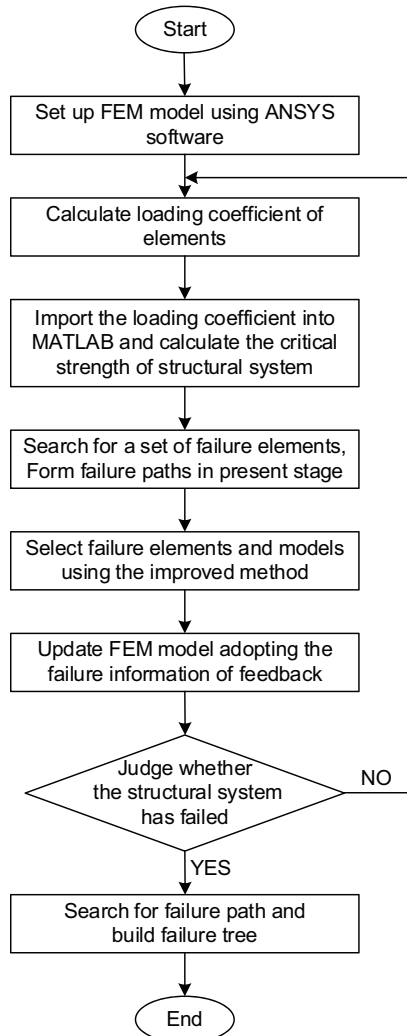 Start
Set up FEM model using ANSYS
software
Calculate loading coefficient of
elements
Import the loading coefficient into
MATLAB and calculate the critical
strength of structural system
Search for a set of failure elements,
Form failure paths in present stage
Select failure elements and models
using the improved method
Update FEM model adopting the
failure information of feedback
Judge whether
the structural system
has failed
NO
YES
Search for failure path and
build failure tree
End